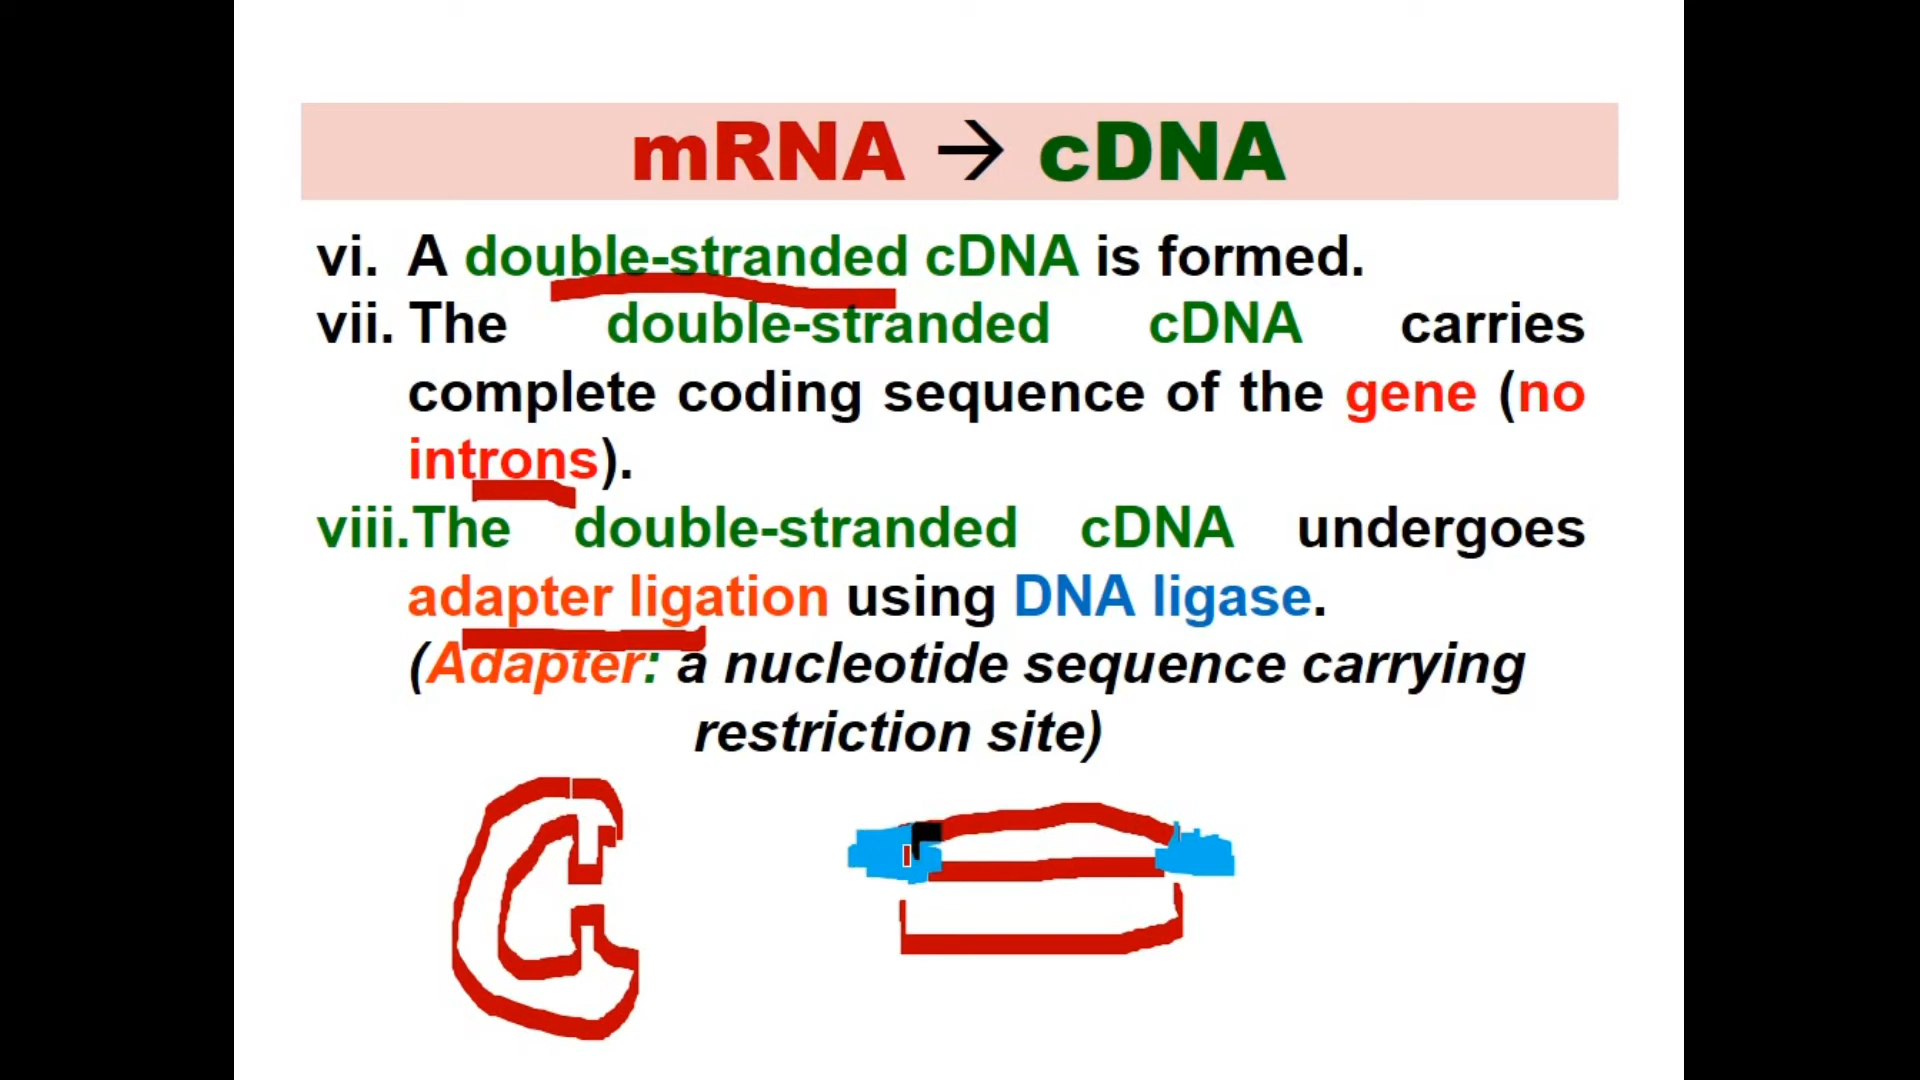 mRNA → cDNA
vi. A double-stranded cDNA is formed.
vii. The double-stranded cDNA carries
complete coding sequence of the gene (no
introns).
viii.The double-stranded cDNA undergoes
adapter ligation using DNA ligase.
(Adapter: a nucleotide sequence carrying
restriction site)